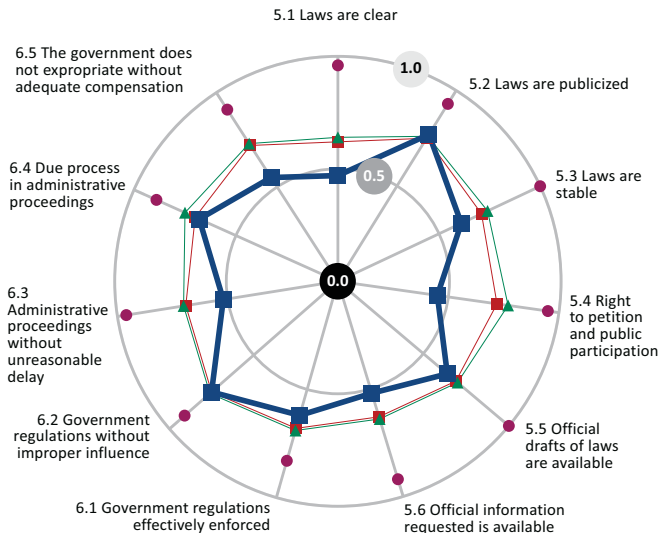 5.1 Laws are clear
1.0
5.2 Laws are publicized
5.3 Laws are
stable
5.4 Right
to petition
and public
participation
5.5 Official
drafts of laws
are available
5.6 Official information
requested is available
6.1 Government regulations
effectively enforced
6.2 Government
regulations without
improper influence
6.3
Administrative
proceedings
without
unreasonable
delay
6.4 Due process
in administrative
proceedings
6.5 The government does
not expropriate without
adequate compensation
0.5
0.0